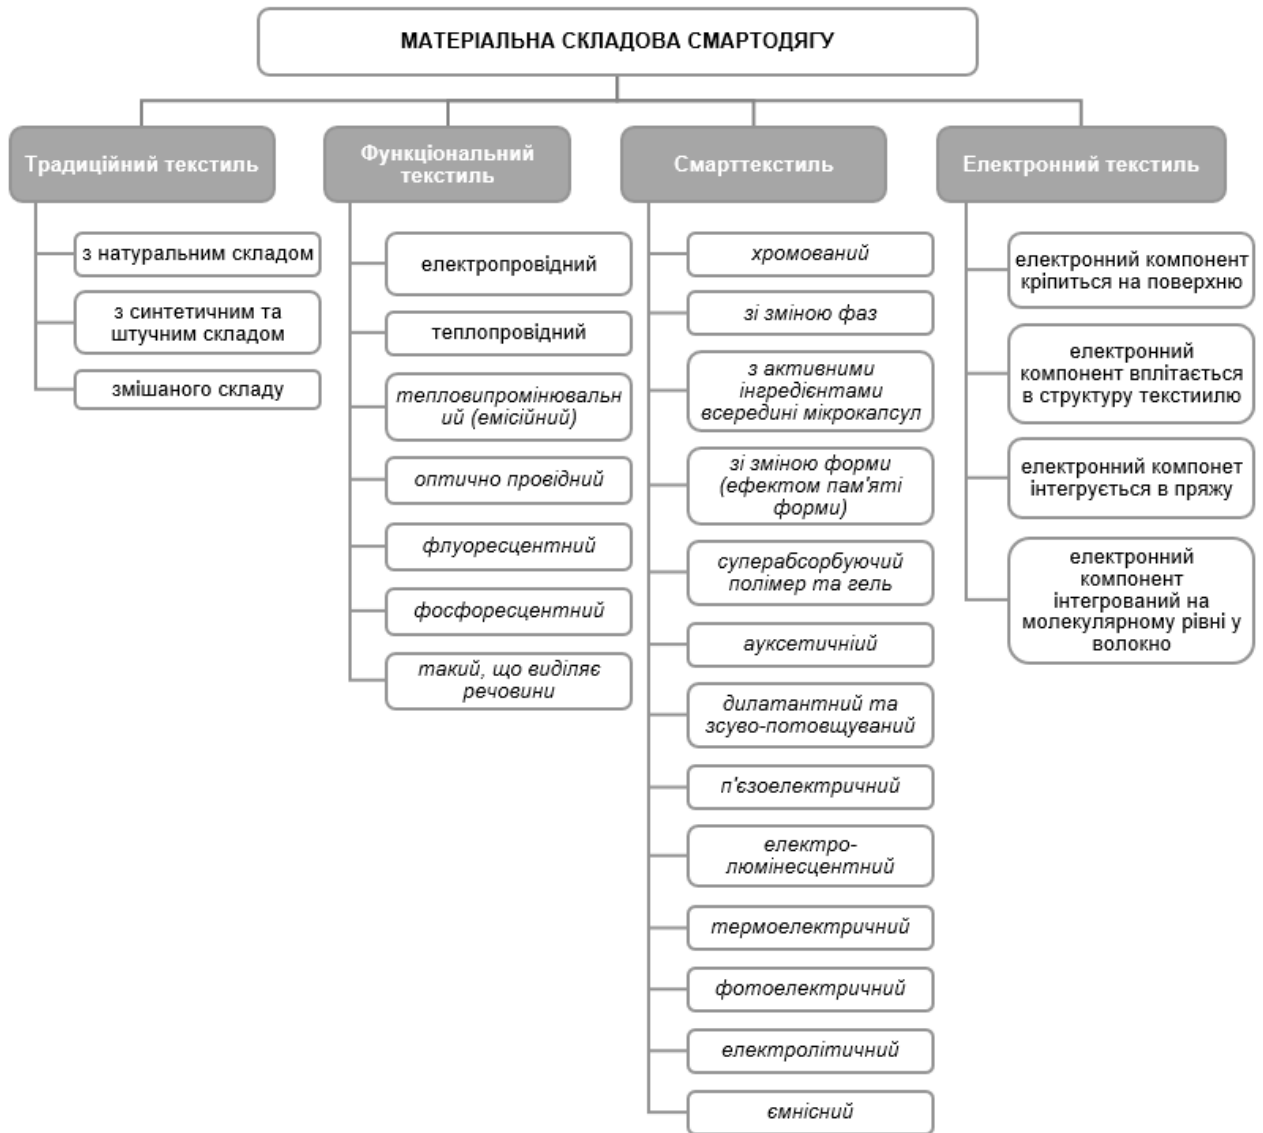 МАТЕРІАЛЬНА СКЛАДОВА СМАРТОДЯГУ
Традиційний текстиль
з натуральним складом
з синтетичним та
штучним складом
змішаного складу
Функціональний
текстиль
електропровідний
теплопровідний
тепловипромінювальн
ий (емісійний)
оптично провідний
флуоресцентний
фосфоресцентний
такий, що виділяє
речовини
Смарттекстиль
хромований
зі зміною фаз
з активними
інгредієнтами
всередині мікрокапсул
зі зміною форми
(ефектом пам'яті
форми)
суперабсорбуючий
полімер та гель
ауксетичніий
дилатантний та
зсуво-потовщуваний
п'єзоелектричний
електро-
люмінесцентний
термоелектричний
фотоелектричний
електролітичний
ємнісний
Електронний текстиль
електронний компонент
кріпиться на поверхню
електронний
компонент вплітається
в структуру текстиилю
електронний компонет
інтегрується в пряжу
електронний
компонент
інтегрований на
молекулярному рівні у
волокно